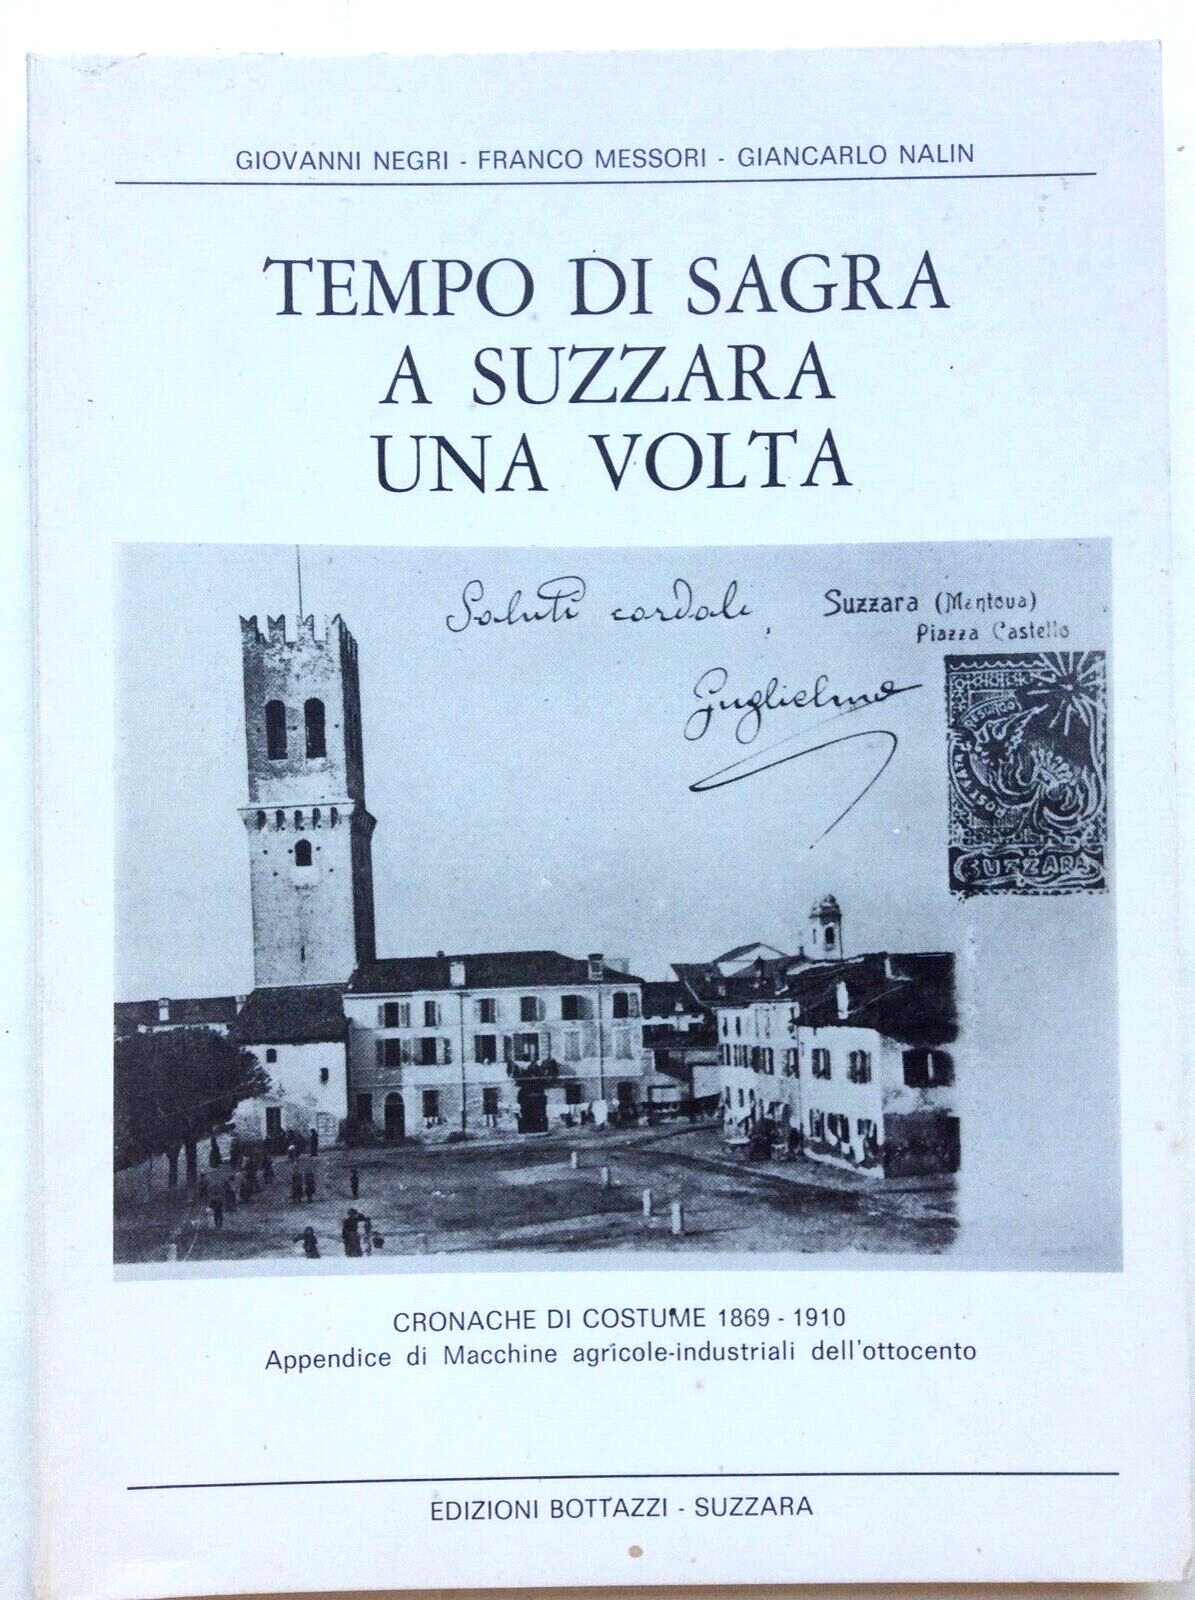 GIOVANNI NEGRI - FRANCO MESSORI - GIANCARLO NALIN
TEMPO DI SAGRA
A SUZZARA
UNA VOLTA
Saluti cordali
Suzzara (Mantova)
Piazza Castello
Guglielmo
SUZZARA
CRONACHE DI COSTUME 1869 - 1910
Appendice di Macchine agricole-industriali dell'ottocento
EDIZIONI BOTTAZZI - SUZZARA